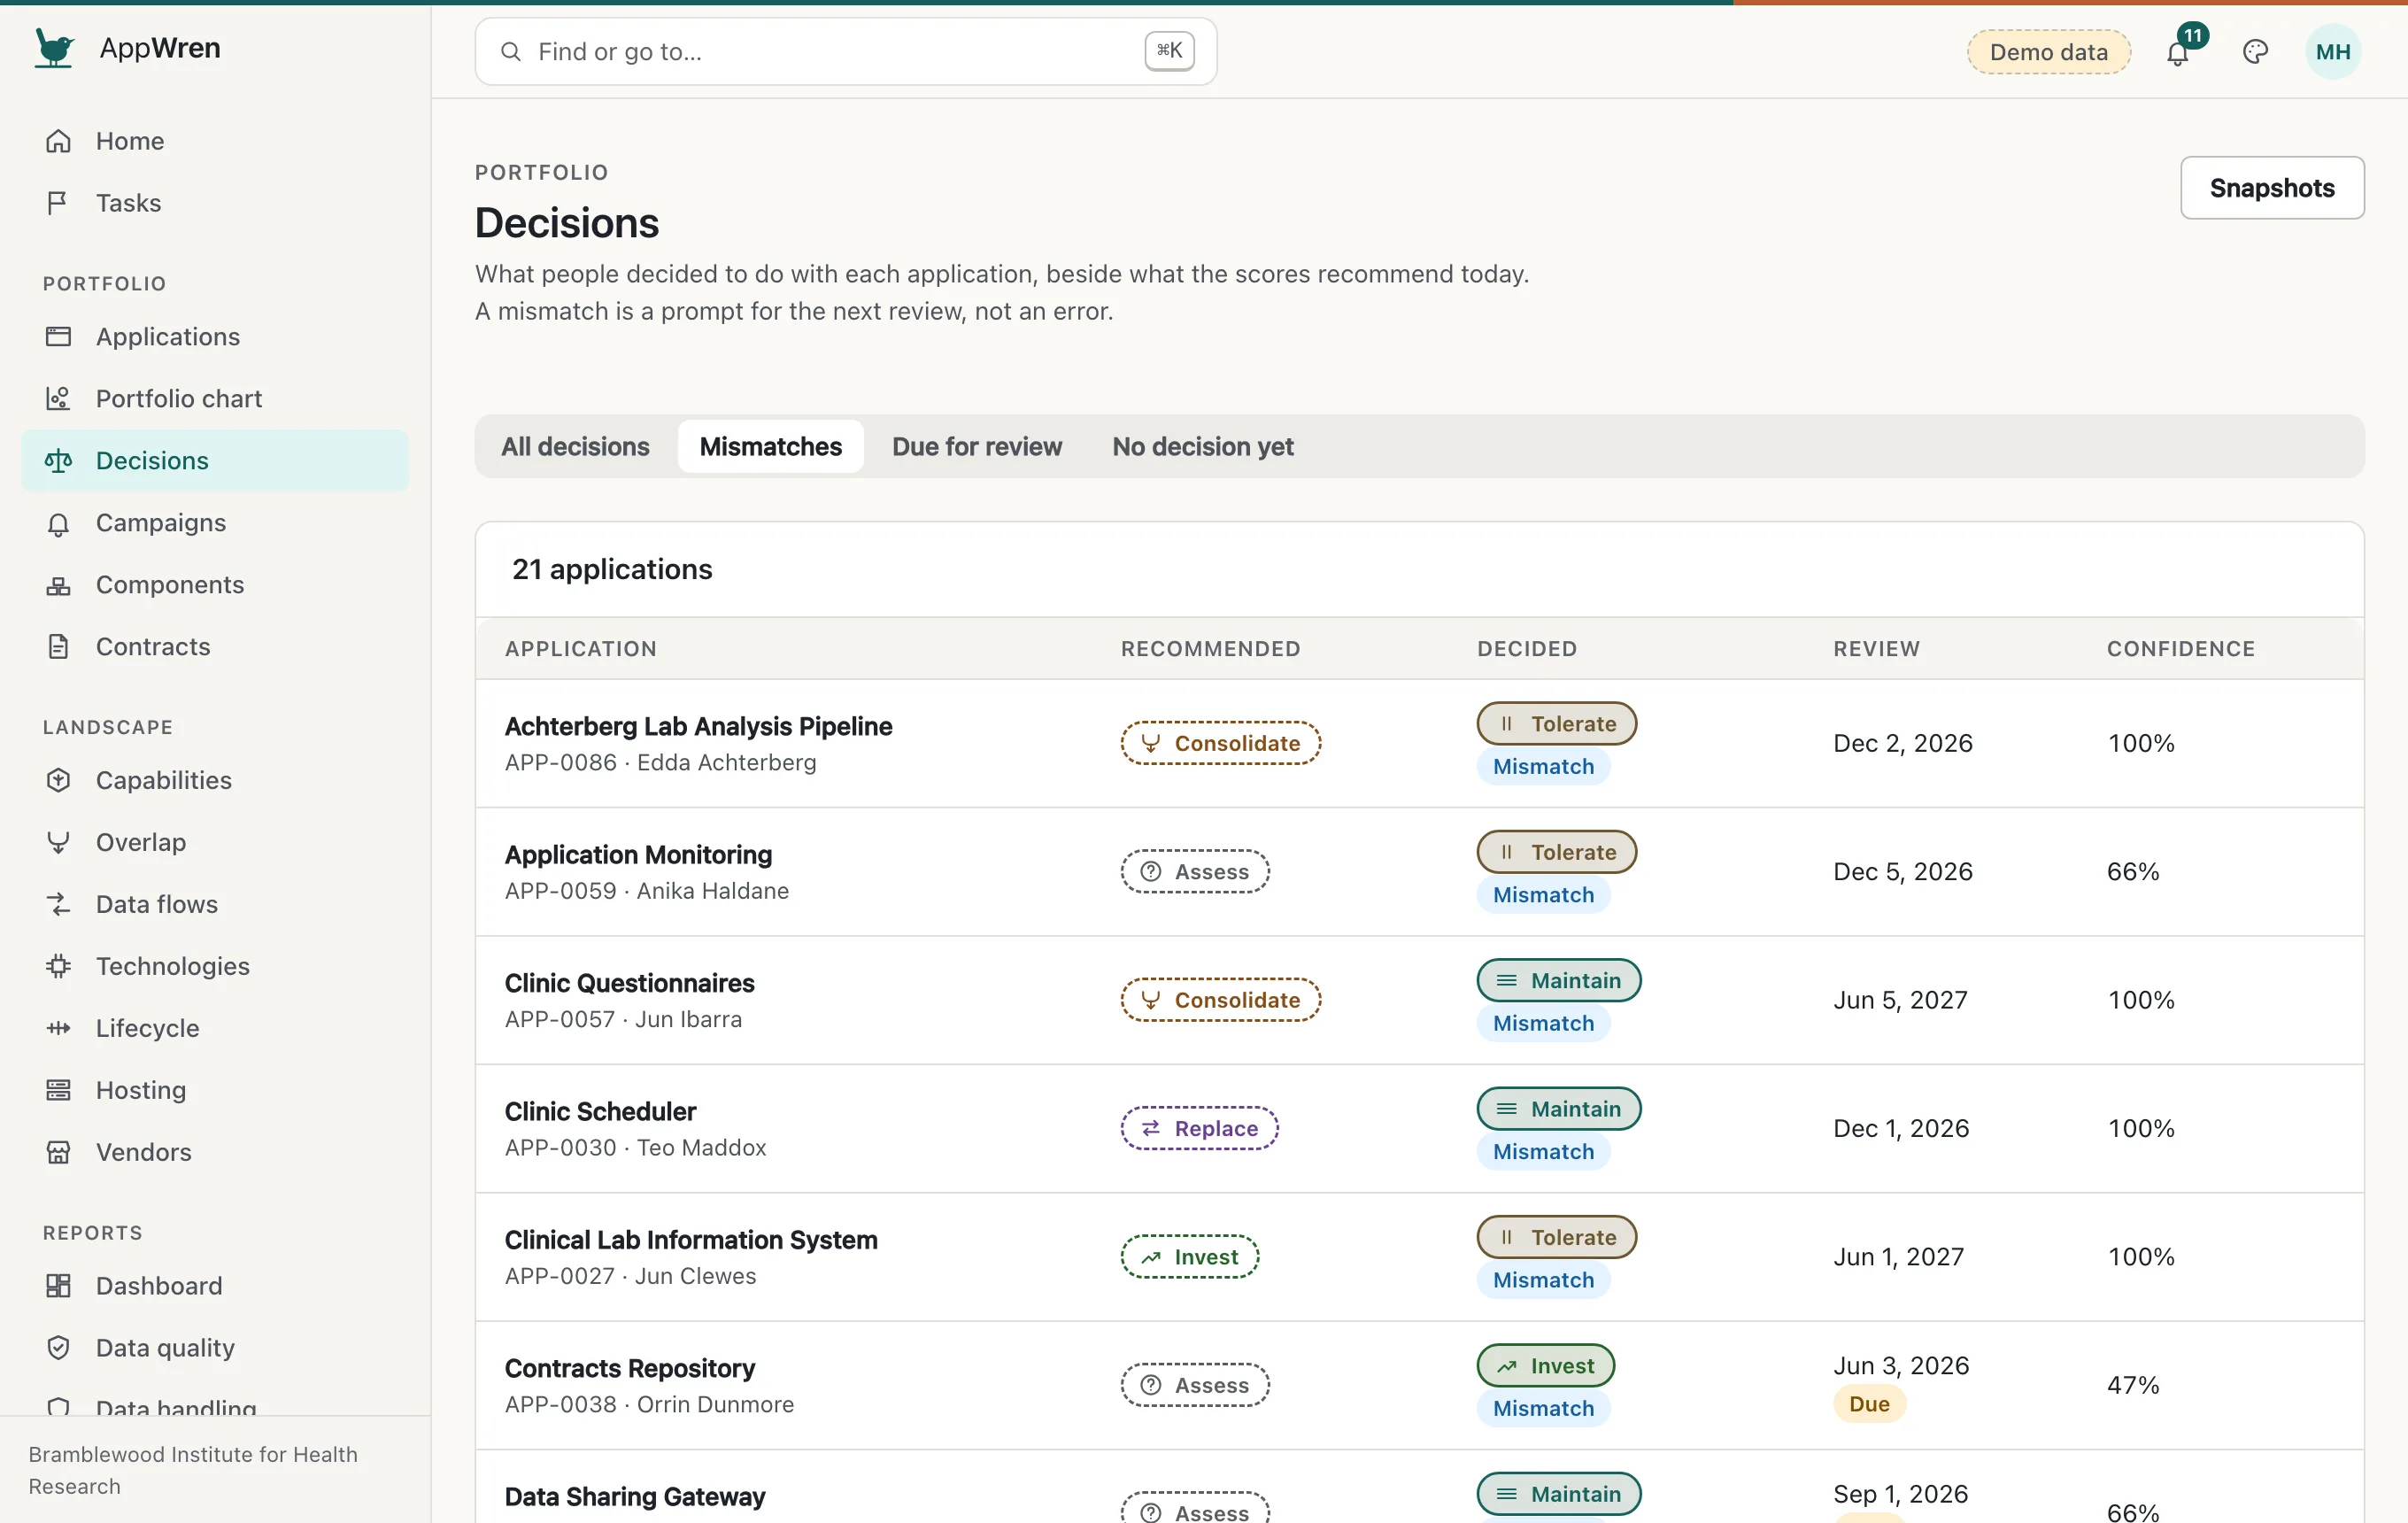 AppWren
Find or go to...
⌘K
Demo data
11
MH
Home
Tasks
PORTFOLIO
Applications
Portfolio chart
Decisions
Campaigns
Components
Contracts
LANDSCAPE
Capabilities
Overlap
Data flows
Technologies
Lifecycle
Hosting
Vendors
REPORTS
Dashboard
Data quality
Data handling
Bramblewood Institute for Health
Research
PORTFOLIO
Decisions
Snapshots
What people decided to do with each application, beside what the scores recommend today.
A mismatch is a prompt for the next review, not an error.
All decisions Mismatches Due for review No decision yet
21 applications
APPLICATION RECOMMENDED DECIDED REVIEW CONFIDENCE
Achterberg Lab Analysis Pipeline
APP-0086 · Edda Achterberg
Consolidate
Tolerate
Mismatch
Dec 2, 2026
100%
Application Monitoring
APP-0059 · Anika Haldane
Assess
Tolerate
Mismatch
Dec 5, 2026
66%
Clinic Questionnaires
APP-0057 · Jun Ibarra
Consolidate
Maintain
Mismatch
Jun 5, 2027
100%
Clinic Scheduler
APP-0030 · Teo Maddox
Replace
Maintain
Mismatch
Dec 1, 2026
100%
Clinical Lab Information System
APP-0027 · Jun Clewes
Invest
Tolerate
Mismatch
Jun 1, 2027
100%
Contracts Repository
APP-0038 · Orrin Dunmore
Assess
Invest
Mismatch
Jun 3, 2026
Due
47%
Data Sharing Gateway
Assess
Maintain
Sep 1, 2026
66%